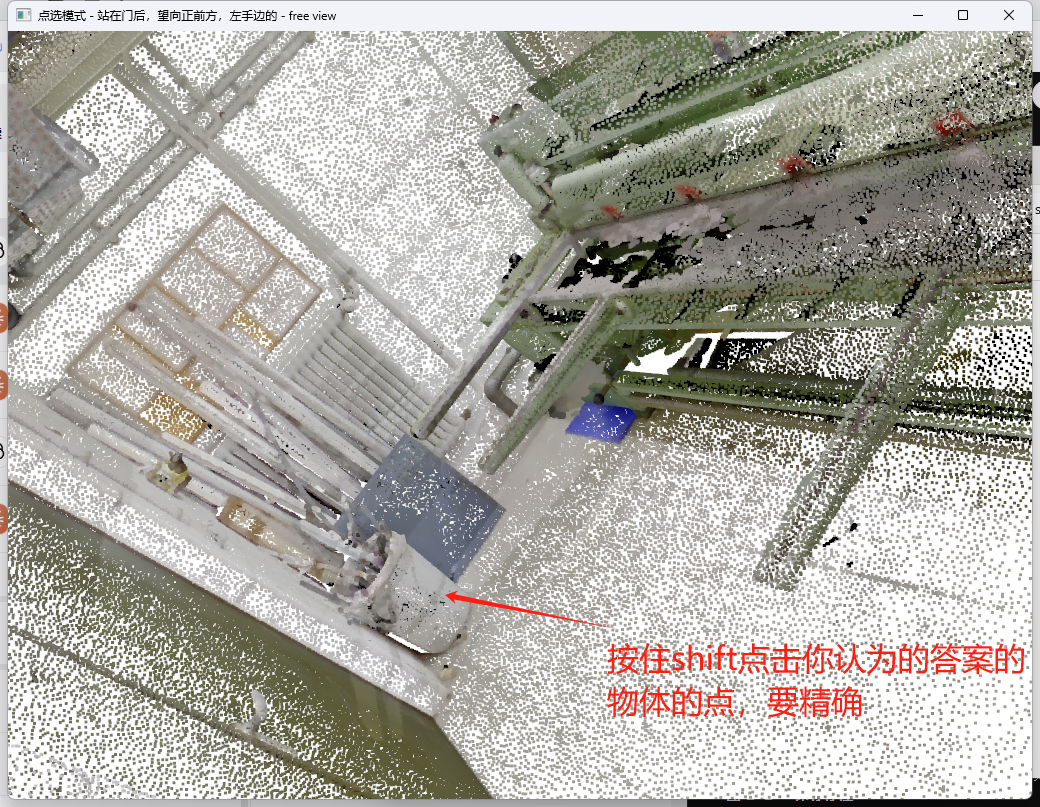 点选模式 - 站在门后，望向正前方，左手边的 - free view
按住shift点击你认为的答案的
物体的点，要精确